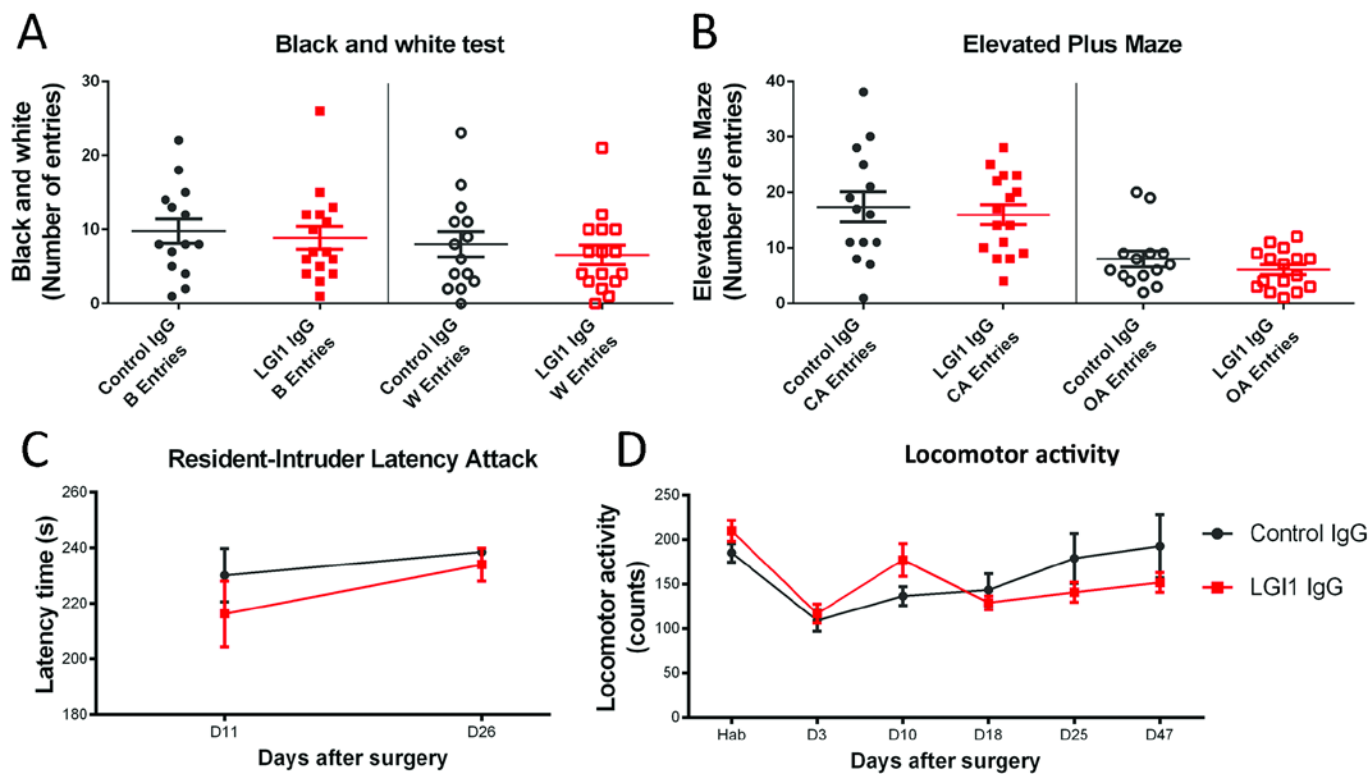 A
Black and white test
Black and white
(Number of entries)
30
20
10
0
Control IgG
B Entries
LGI1 IgG
B Entries
Control IgG
W Entries
LGI1 IgG
W Entries
B
Elevated Plus Maze
Elevated Plus Maze
(Number of entries)
40
30
20
10
0
Control IgG
CA Entries
LGI1 IgG
CA Entries
Control IgG
OA Entries
LGI1 IgG
OA Entries
C
Resident-Intruder Latency Attack
Latency time (s)
260
240
220
200
180
D11
D26
Days after surgery
D
Locomotor activity
Locomotor activity
(counts)
250
200
150
100
50
0
Hab
D3
D10
D18
D25
D47
Days after surgery
Control IgG
LGI1 IgG